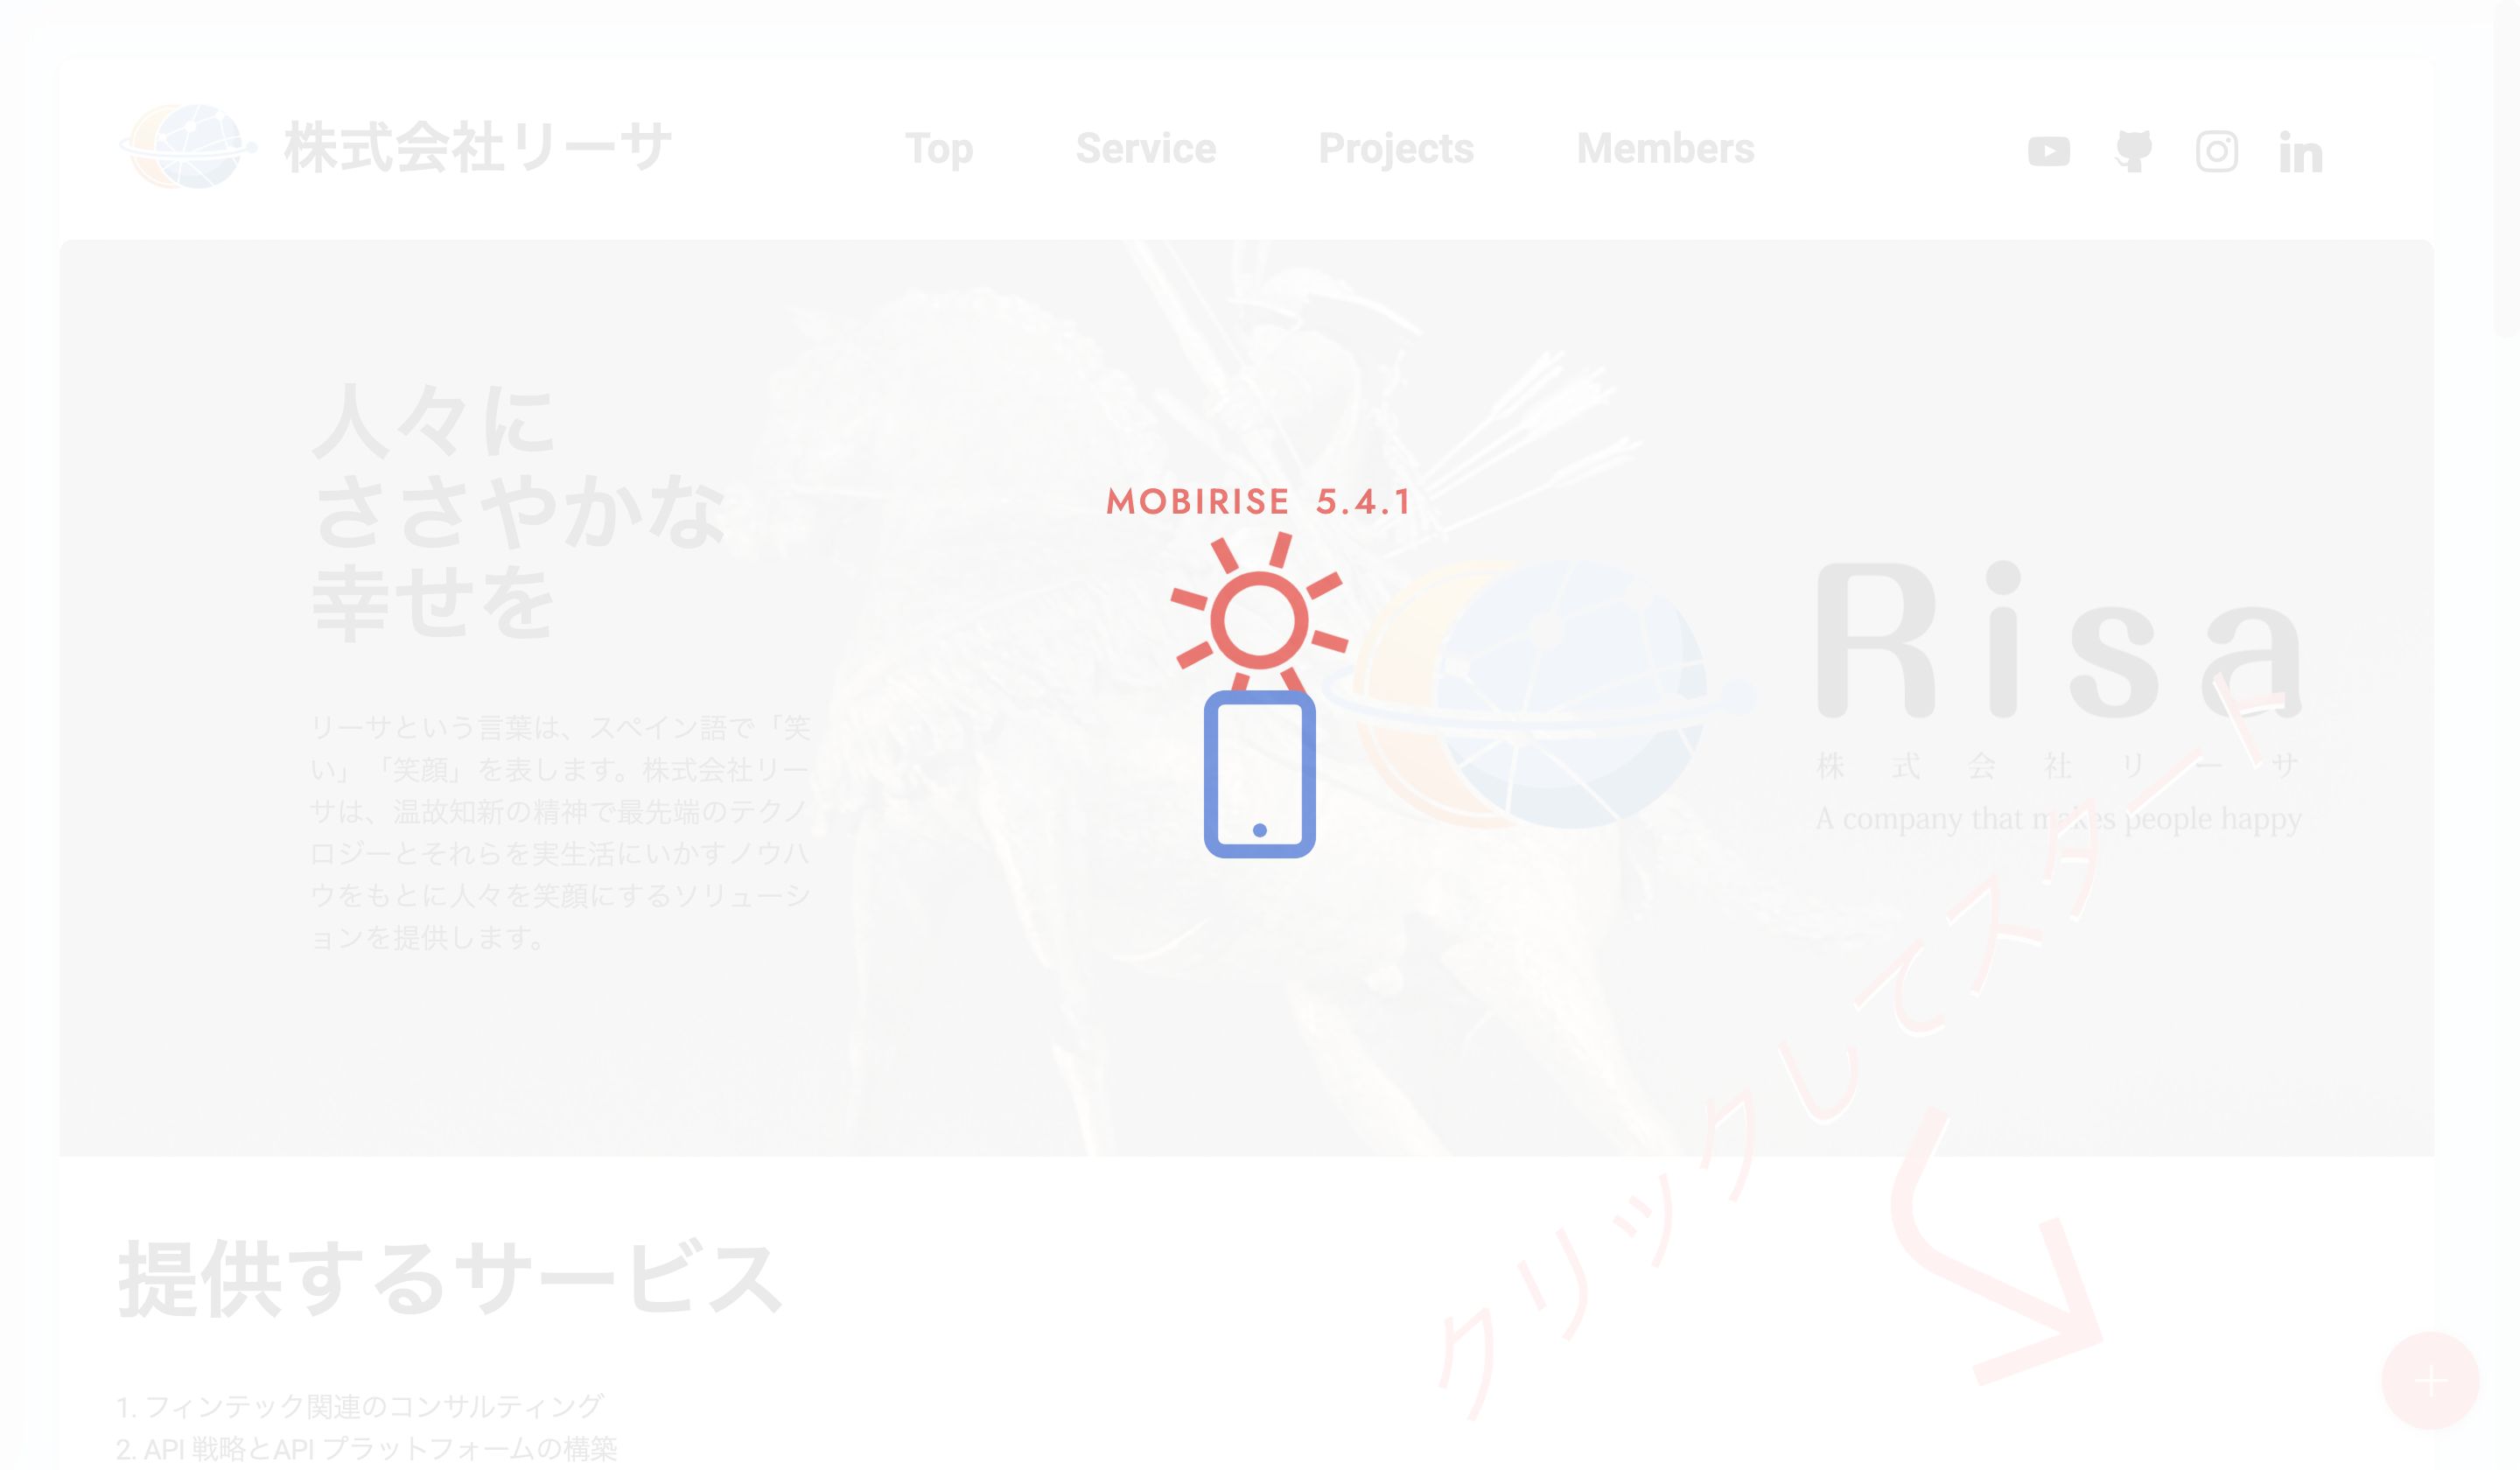 株式会社リーサ
Top
Service
Projects
Members
人々に
ささやかな
幸せを
MOBIRISE 5.4.1
リーサという言葉は、スペイン語で「笑
い」「笑顔」を表します。株式会社リー
サは、温故知新の精神で最先端のテクノ
ロジーとそれらを実生活にいかすノウハ
ウをもとに人々を笑顔にするソリューシ
ョンを提供します。
Risa
株式会社リーサ
A company that makes people happy
クリックしてスタート
提供するサービス
1. フィンテック関連のコンサルティング
2. API 戦略とAPI プラットフォームの構築